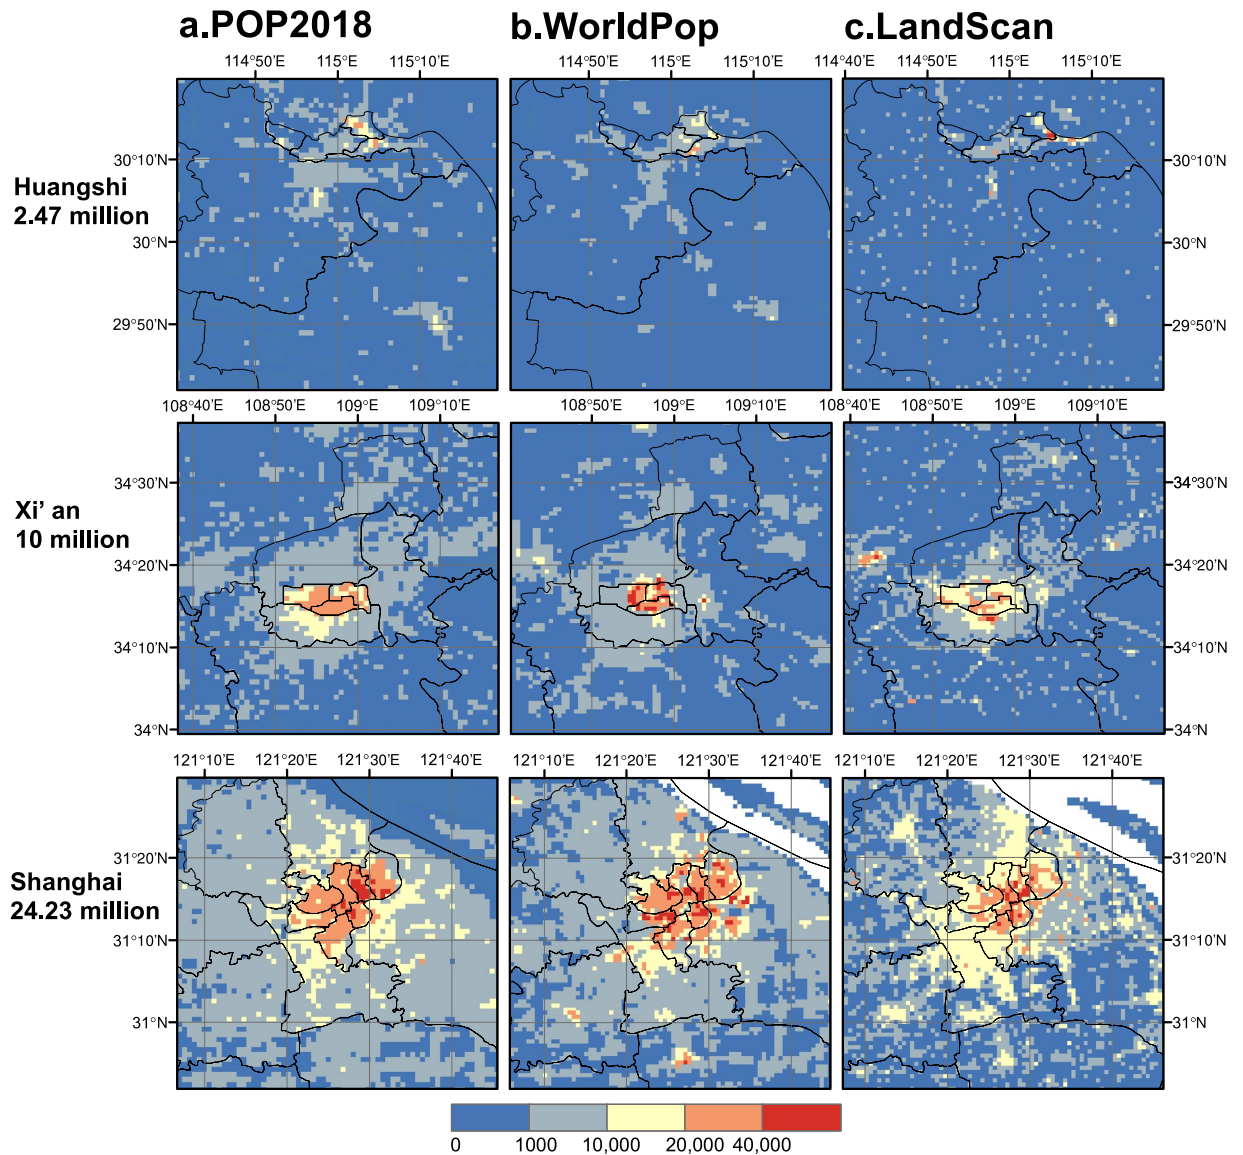 a.POP2018 b.WorldPop c.LandScan
114°50'E 115°E 115°10'E 114°50'E 115°E 115°10'E 114°40'E 114°50'E 115°E 115°10'E
30°10'N 30°10'N
Huangshi
2.47 million
30°N 30°N
29°50'N 29°50'N
108°40'E 108°50'E 109°E 109°10'E 108°50'E 109°E 109°10'E 108°40'E 108°50'E 109°E 109°10'E
34°30'N 34°30'N
Xi' an
10 million
34°20'N 34°20'N
34°10'N 34°10'N
34°N 34°N
121°10'E 121°20'E 121°30'E 121°40'E 121°10'E 121°20'E 121°30'E 121°40'E 121°10'E 121°20'E 121°30'E 121°40'E
31°20'N 31°20'N
Shanghai
24.23 million
31°10'N 31°10'N
31°N 31°N
0 1000 10,000 20,000 40,000